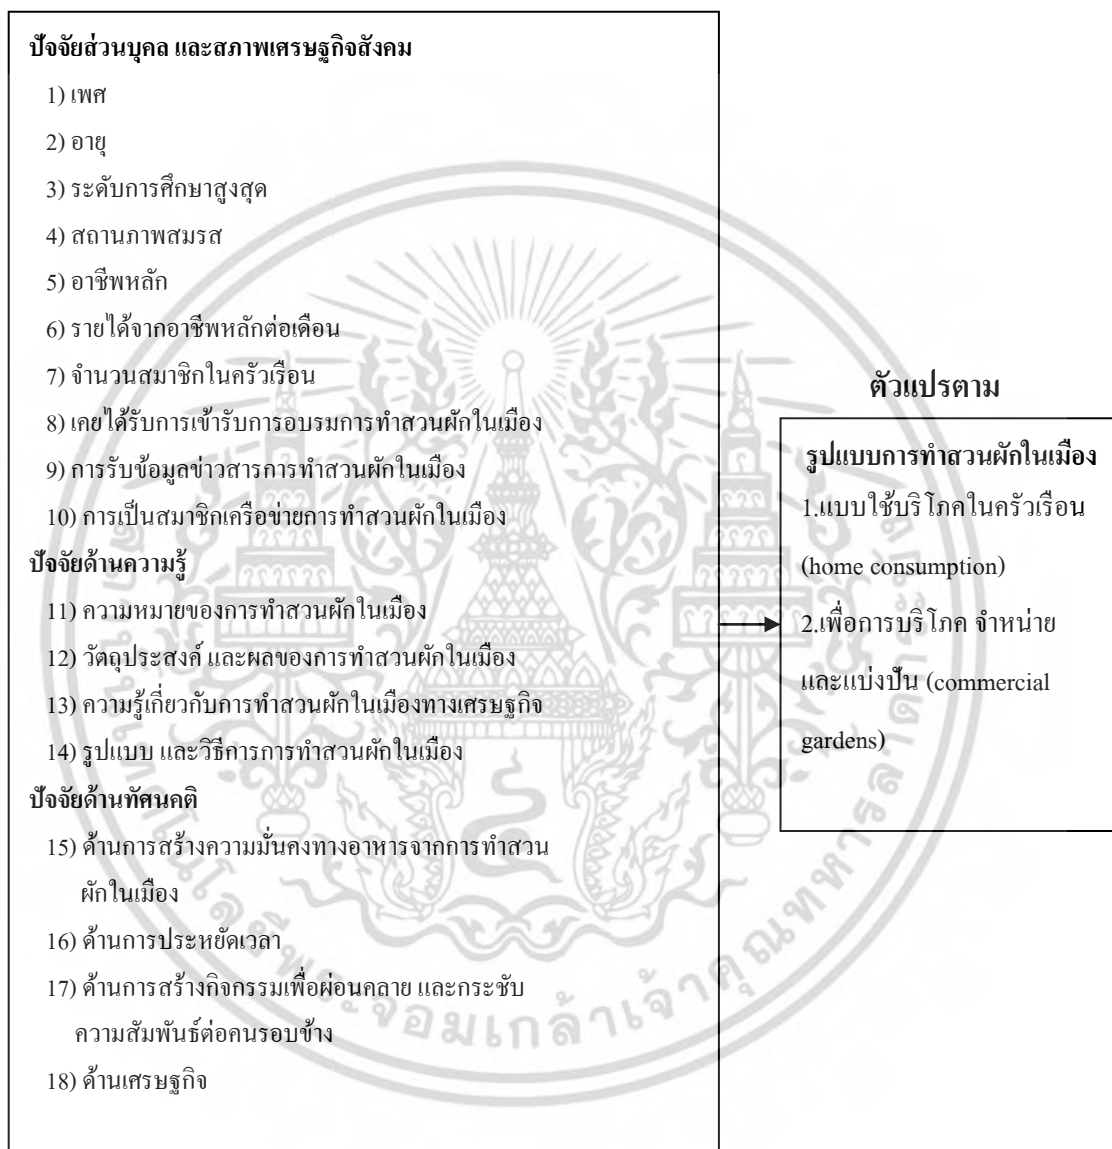 ปัจจัยส่วนบุคล และสภาพเศรษฐกิจสังคม
1) เพศ
2) อายุ
3) ระดับการศึกษาสูงสุด
4) สถานภาพสมรส
5) อาชีพหลัก
6) รายได้จากอาชีพหลักต่อเดือน
7) จำนวนสมาชิกในครัวเรือน
8) เคยได้รับการเข้ารับการอบรมการทำสวนผักในเมือง
9) การรับข้อมูลข่าวสารการทำสวนผักในเมือง
10) การเป็นสมาชิกเครือข่ายการทำสวนผักในเมือง
ปัจจัยด้านความรู้
11) ความหมายของการทำสวนผักในเมือง
12) วัตถุประสงค์ และผลของการทำสวนผักในเมือง
13) ความรู้เกี่ยวกับการทำสวนผักในเมืองทางเศรษฐกิจ
14) รูปแบบ และวิธีการการทำสวนผักในเมือง
ปัจจัยด้านทัศนคติ
15) ด้านการสร้างความมั่นคงทางอาหารจากการทำสวน
ผักในเมือง
16) ด้านการประหยัดเวลา
17) ด้านการสร้างกิจกรรมเพื่อผ่อนคลาย และกระชับ
ความสัมพันธ์ต่อคนรอบข้าง
18) ด้านเศรษฐกิจ
ตัวแปรตาม
รูปแบบการทำสวนผักในเมือง
1.แบบใช้บริโภคในครัวเรือน
(home consumption)
2.เพื่อการบริโภค จำหน่าย
และแบ่งปัน (commercial
gardens)